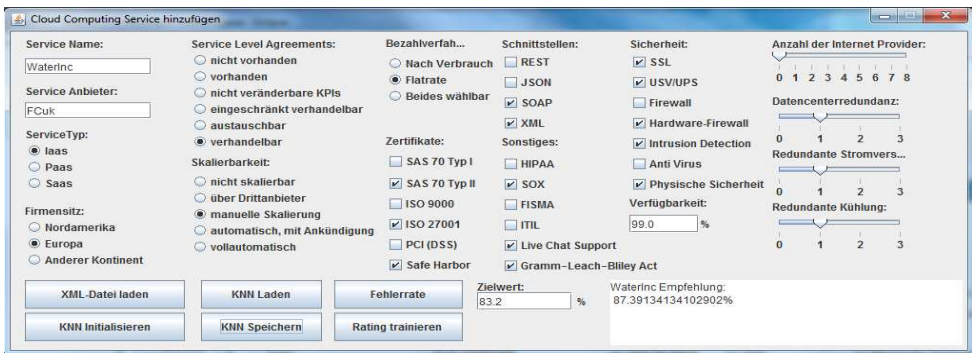 Cloud Computing Service hinzufügen
Service Name:
WaterInc
Service Anbieter:
FCuk
ServiceTyp:
Iaas
Paas
Saas
Firmensitz:
Nordamerika
Europa
Anderer Kontinent
Service Level Agreements:
nicht vorhanden
vorhanden
nicht veränderbare KPIs
eingeschränkt verhandelbar
austauschbar
verhandelbar
Skalierbarkeit:
nicht skalierbar
über Drittanbieter
manuelle Skalierung
automatisch, mit Ankündigung
vollautomatisch
Bezahlverfah...
Nach Verbrauch
Flatrate
Beides wählbar
Zertifikate:
SAS 70 Typ I
SAS 70 Typ II
ISO 9000
ISO 27001
PCI (DSS)
Safe Harbor
Schnittstellen:
REST
JSON
SOAP
XML
Sonstiges:
HIPAA
SOX
FISMA
ITIL
Live Chat Support
Gramm-Leach-Bliley Act
Sicherheit:
SSL
USV/UPS
Firewall
Hardware-Firewall
Intrusion Detection
Anti Virus
Physische Sicherheit
Verfügbarkeit:
99.0 %
Anzahl der Internet Provider:
0 1 2 3 4 5 6 7 8
Datencenterredundanz:
0 1 2 3
Redundante Stromvers...
0 1 2 3
Redundante Kühlung:
0 1 2 3
XML-Datei laden
KNN Laden
Fehlerrate
KNN Initialisieren
KNN Speichern
Rating trainieren
Zielwert:
83.2 %
WaterInc Empfehlung:
87.39134134102902%